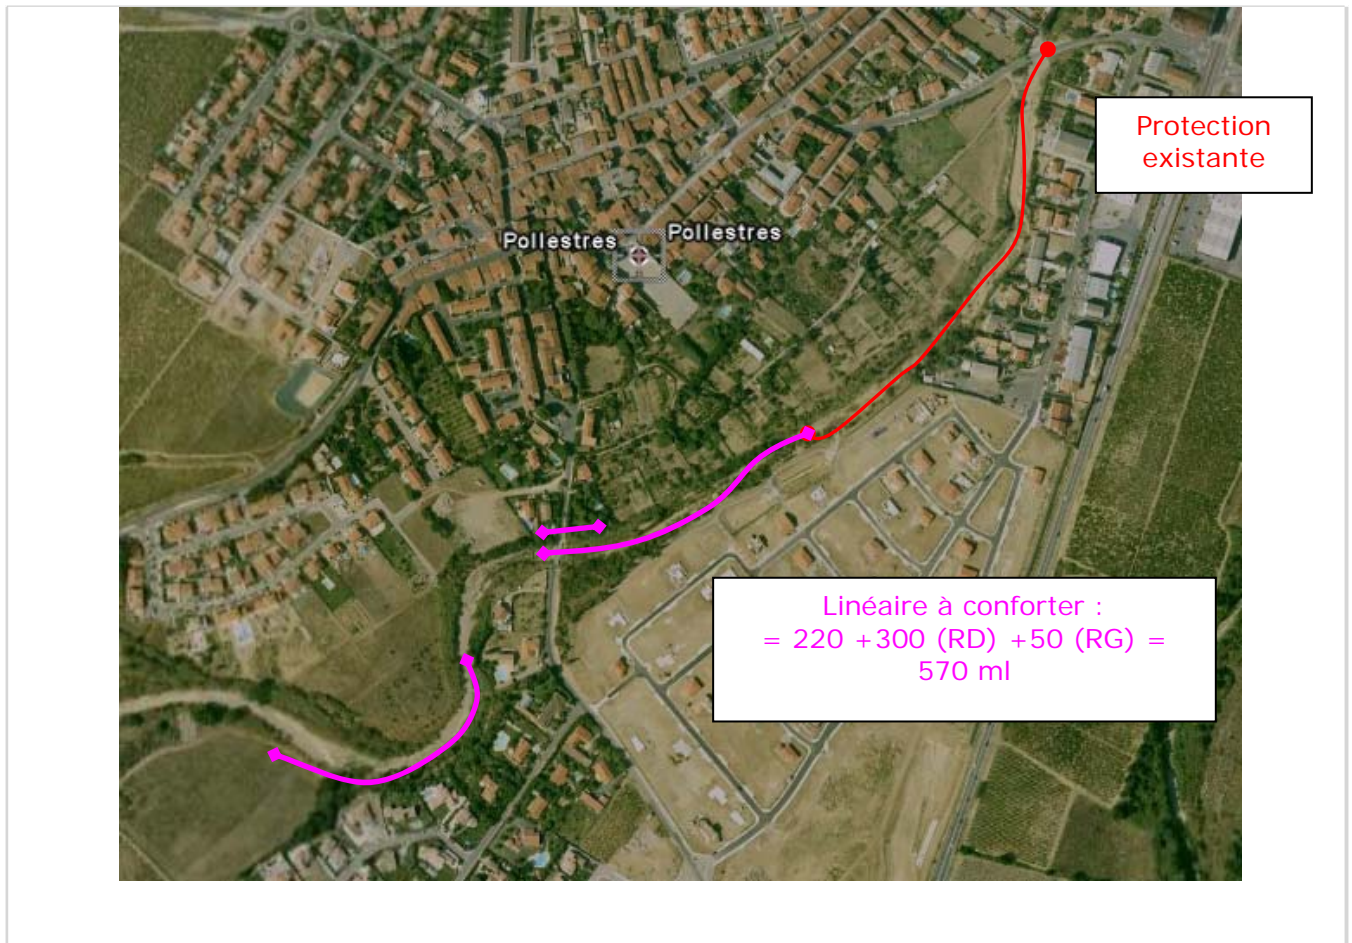 Protection
existante
Pollestres
Pollestres
Linéaire à conforter :
= 220 +300 (RD) +50 (RG) =
570 ml